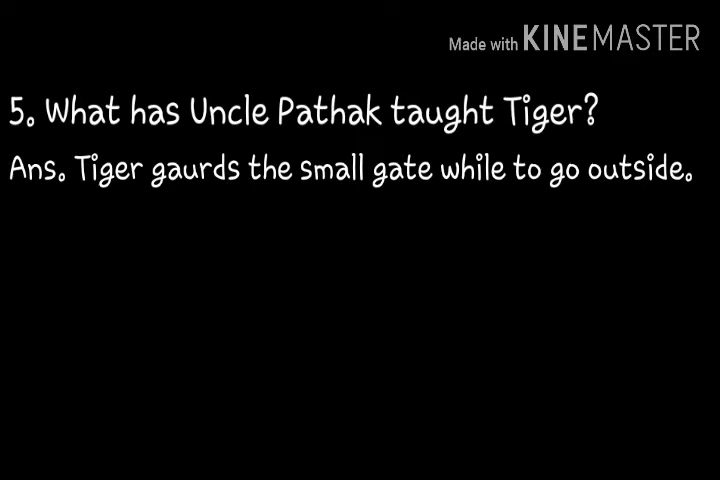 Made with KINEMASTER
5. What has Uncle Pathak taught Tiger?
Ans. Tiger gaurds the small gate while to go outside.